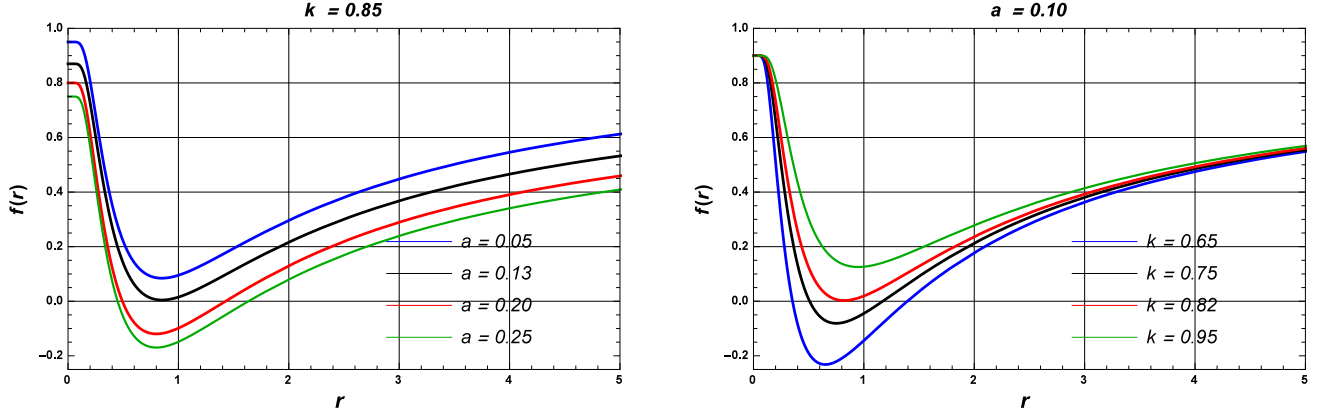 k = 0.85
1.0
0.8
0.6
0.4
0.2
0.0
−0.2
f(r)
0 1 2 3 4 5
r
a = 0.05
a = 0.13
a = 0.20
a = 0.25
a = 0.10
1.0
0.8
0.6
0.4
0.2
0.0
−0.2
f(r)
0 1 2 3 4 5
r
k = 0.65
k = 0.75
k = 0.82
k = 0.95